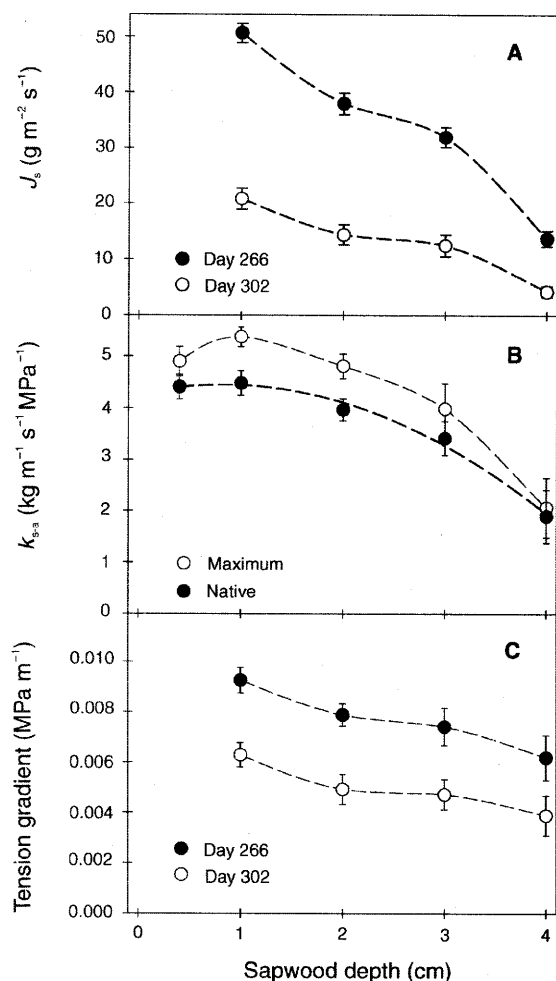 A
J_s (g m⁻² s⁻¹)
50
40
30
20
10
0
Day 266
Day 302
B
k_s-a (kg m⁻¹ s⁻¹ MPa⁻¹)
5
4
3
2
1
0
Maximum
Native
C
Tension gradient (MPa m⁻¹)
0.010
0.008
0.006
0.004
0.002
0.000
Day 266
Day 302
0 1 2 3 4
Sapwood depth (cm)